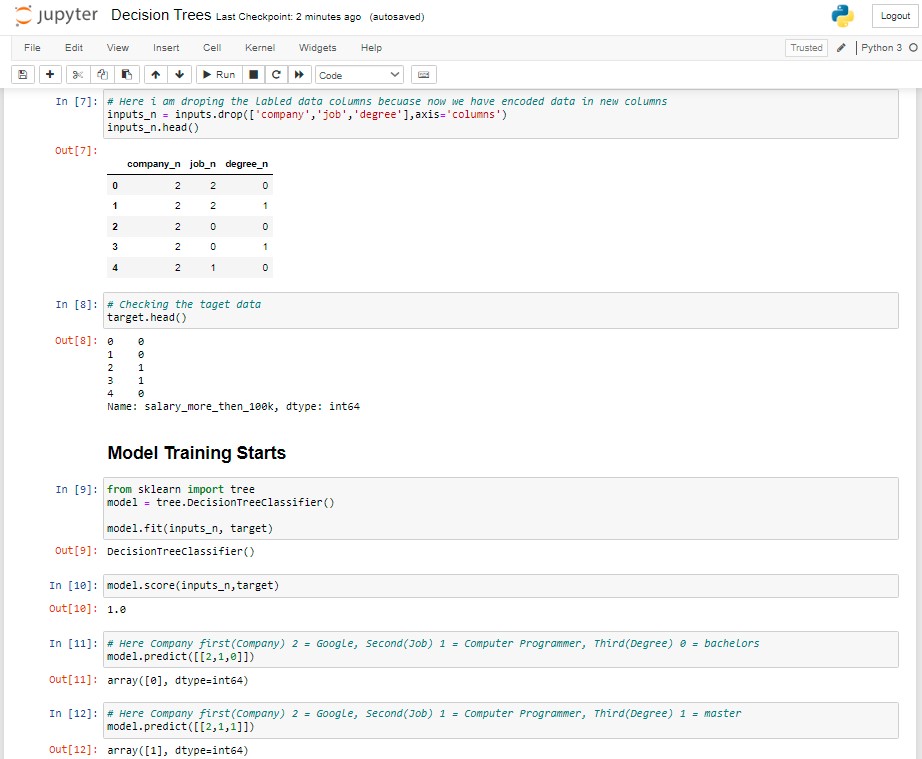 jupyter Decision Trees Last Checkpoint: 2 minutes ago (autosaved)
Logout
File Edit View Insert Cell Kernel Widgets Help
Trusted Python 3
Run Code
In [7]: # Here i am droping the labled data columns becuase now we have encoded data in new columns
inputs_n = inputs.drop(['company','job','degree'],axis='columns')
inputs_n.head()
Out[7]:
company_n job_n degree_n
0 2 2 0
1 2 2 1
2 2 0 0
3 2 0 1
4 2 1 0
In [8]: # Checking the taget data
target.head()
Out[8]: 0 0
1 0
2 1
3 1
4 0
Name: salary_more_then_100k, dtype: int64
Model Training Starts
In [9]: from sklearn import tree
model = tree.DecisionTreeClassifier()
model.fit(inputs_n, target)
Out[9]: DecisionTreeClassifier()
In [10]: model.score(inputs_n,target)
Out[10]: 1.0
In [11]: # Here Company first(Company) 2 = Google, Second(Job) 1 = Computer Programmer, Third(Degree) 0 = bachelors
model.predict([[2,1,0]])
Out[11]: array([0], dtype=int64)
In [12]: # Here Company first(Company) 2 = Google, Second(Job) 1 = Computer Programmer, Third(Degree) 1 = master
model.predict([[2,1,1]])
Out[12]: array([1], dtype=int64)